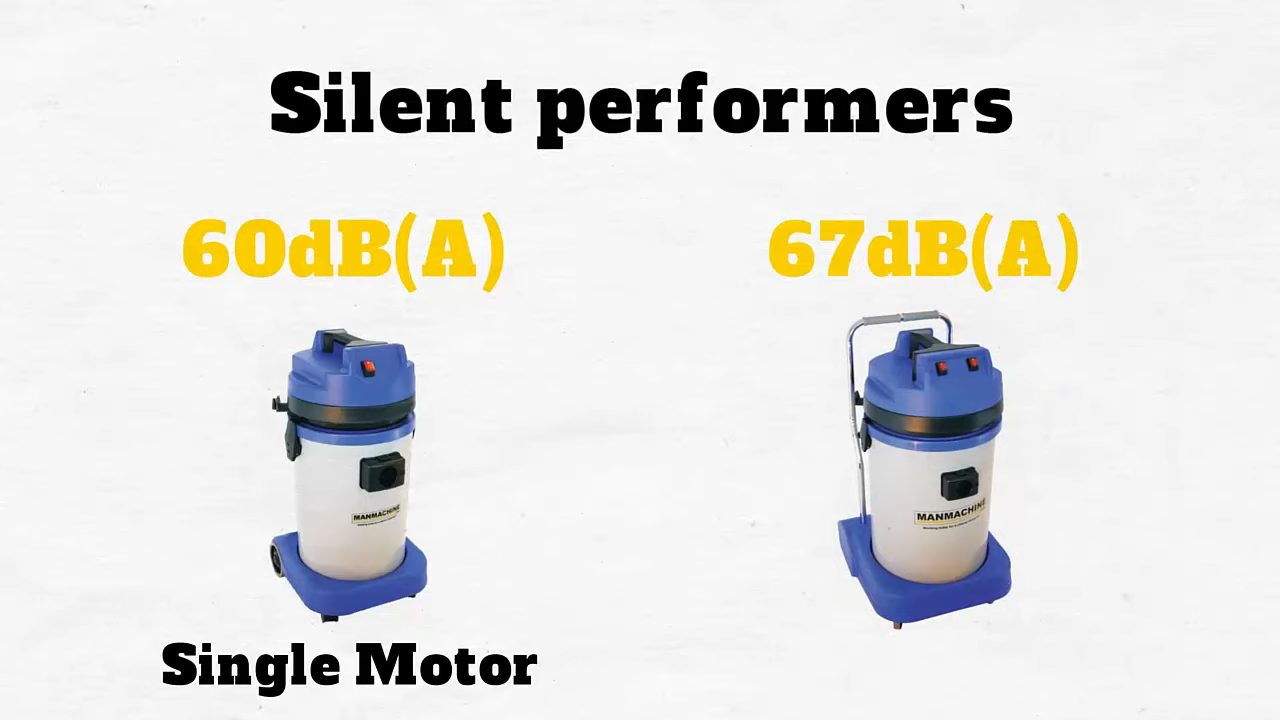 Silent performers
60dB(A)
67dB(A)
MANMACHINE
MANMACHINE
Single Motor